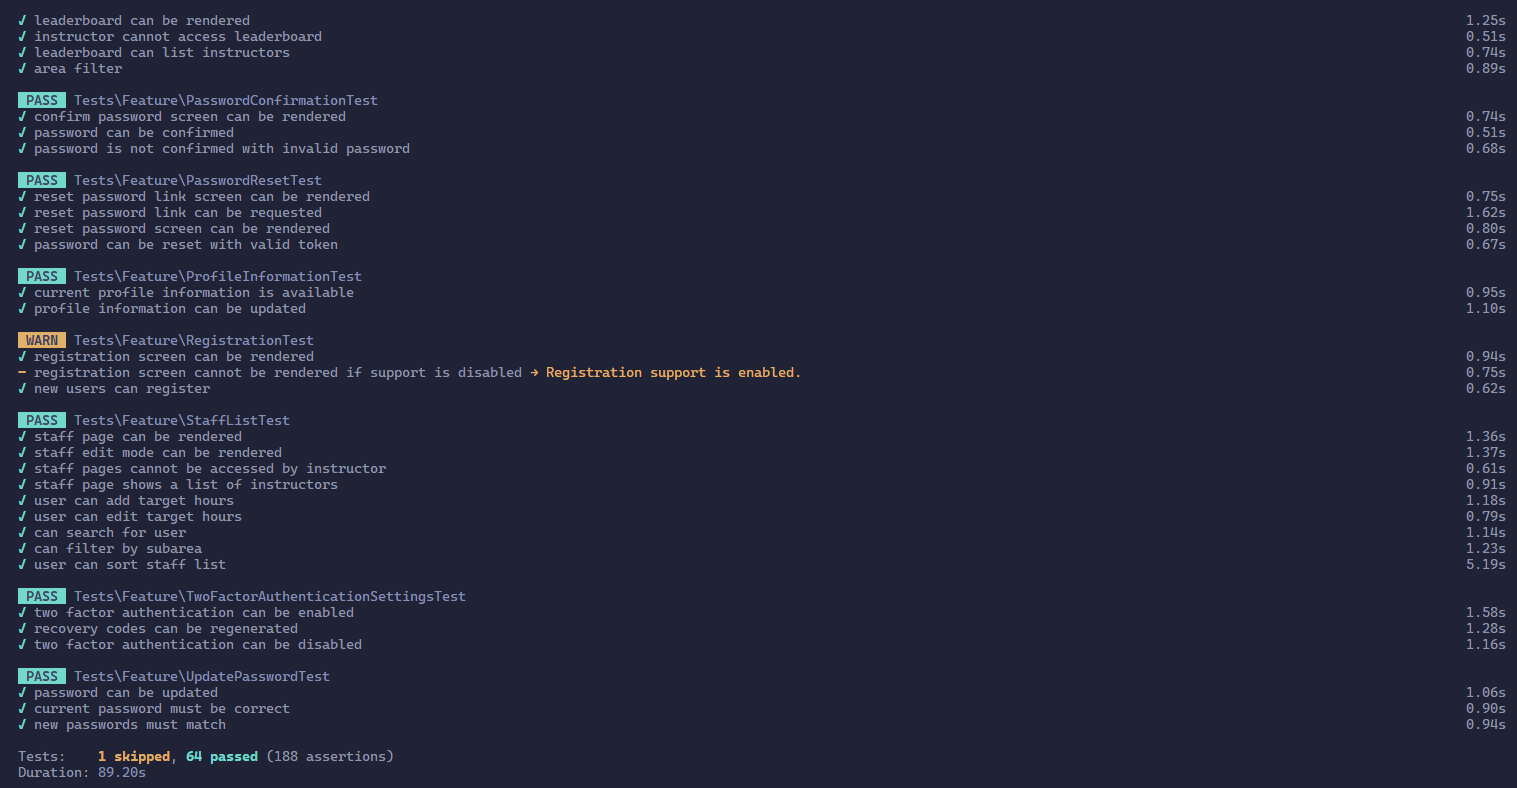 ✓ leaderboard can be rendered 1.25s
✓ instructor cannot access leaderboard 0.51s
✓ leaderboard can list instructors 0.74s
✓ area filter 0.89s
PASS Tests\Feature\PasswordConfirmationTest
✓ confirm password screen can be rendered 0.74s
✓ password can be confirmed 0.51s
✓ password is not confirmed with invalid password 0.68s
PASS Tests\Feature\PasswordResetTest
✓ reset password link screen can be rendered 0.75s
✓ reset password link can be requested 1.62s
✓ reset password screen can be rendered 0.80s
✓ password can be reset with valid token 0.67s
PASS Tests\Feature\ProfileInformationTest
✓ current profile information is available 0.95s
✓ profile information can be updated 1.10s
WARN Tests\Feature\RegistrationTest
✓ registration screen can be rendered 0.94s
– registration screen cannot be rendered if support is disabled → Registration support is enabled. 0.75s
✓ new users can register 0.62s
PASS Tests\Feature\StaffListTest
✓ staff page can be rendered 1.36s
✓ staff edit mode can be rendered 1.37s
✓ staff pages cannot be accessed by instructor 0.61s
✓ staff page shows a list of instructors 0.91s
✓ user can add target hours 1.18s
✓ user can edit target hours 0.79s
✓ can search for user 1.14s
✓ can filter by subarea 1.23s
✓ user can sort staff list 5.19s
PASS Tests\Feature\TwoFactorAuthenticationSettingsTest
✓ two factor authentication can be enabled 1.58s
✓ recovery codes can be regenerated 1.28s
✓ two factor authentication can be disabled 1.16s
PASS Tests\Feature\UpdatePasswordTest
✓ password can be updated 1.06s
✓ current password must be correct 0.90s
✓ new passwords must match 0.94s
Tests: 1 skipped, 64 passed (188 assertions)
Duration: 89.20s